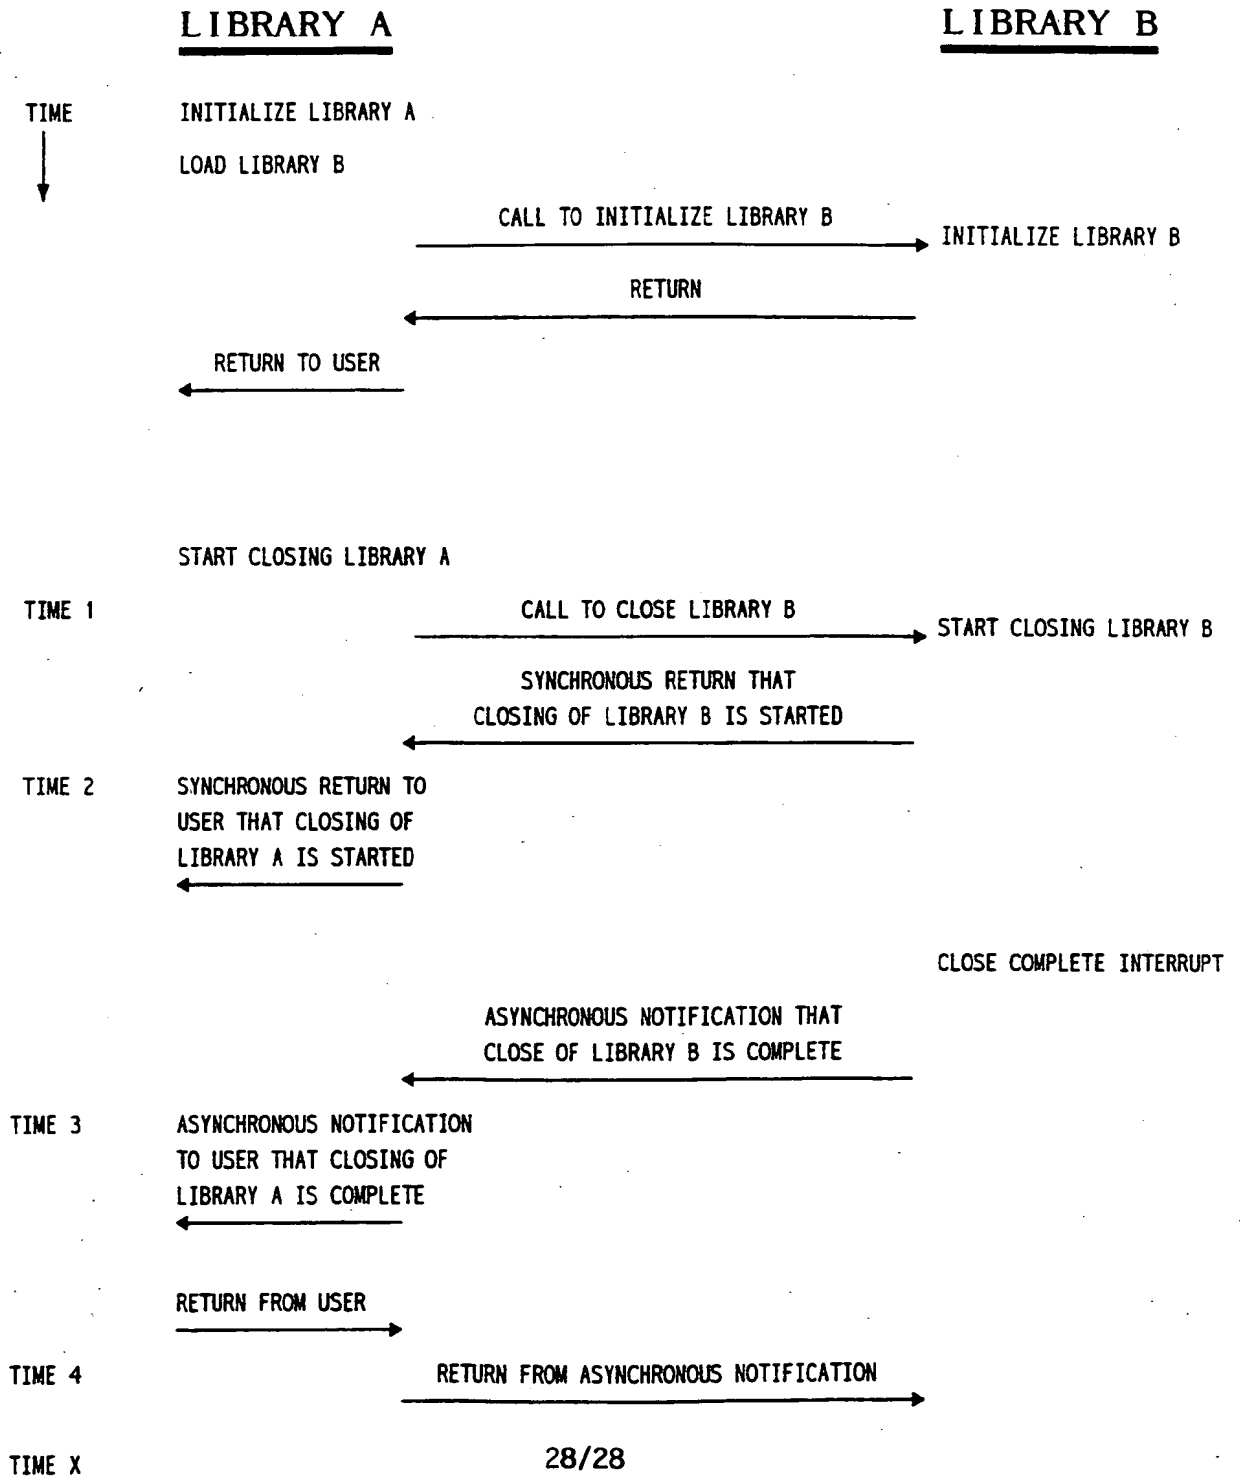 LIBRARY A
LIBRARY B
TIME
INITIALIZE LIBRARY A
LOAD LIBRARY B
CALL TO INITIALIZE LIBRARY B
INITIALIZE LIBRARY B
RETURN
RETURN TO USER
START CLOSING LIBRARY A
TIME 1
CALL TO CLOSE LIBRARY B
START CLOSING LIBRARY B
SYNCHRONOUS RETURN THAT
CLOSING OF LIBRARY B IS STARTED
TIME 2
SYNCHRONOUS RETURN TO
USER THAT CLOSING OF
LIBRARY A IS STARTED
CLOSE COMPLETE INTERRUPT
ASYNCHRONOUS NOTIFICATION THAT
CLOSE OF LIBRARY B IS COMPLETE
TIME 3
ASYNCHRONOUS NOTIFICATION
TO USER THAT CLOSING OF
LIBRARY A IS COMPLETE
RETURN FROM USER
TIME 4
RETURN FROM ASYNCHRONOUS NOTIFICATION
TIME X
28/28